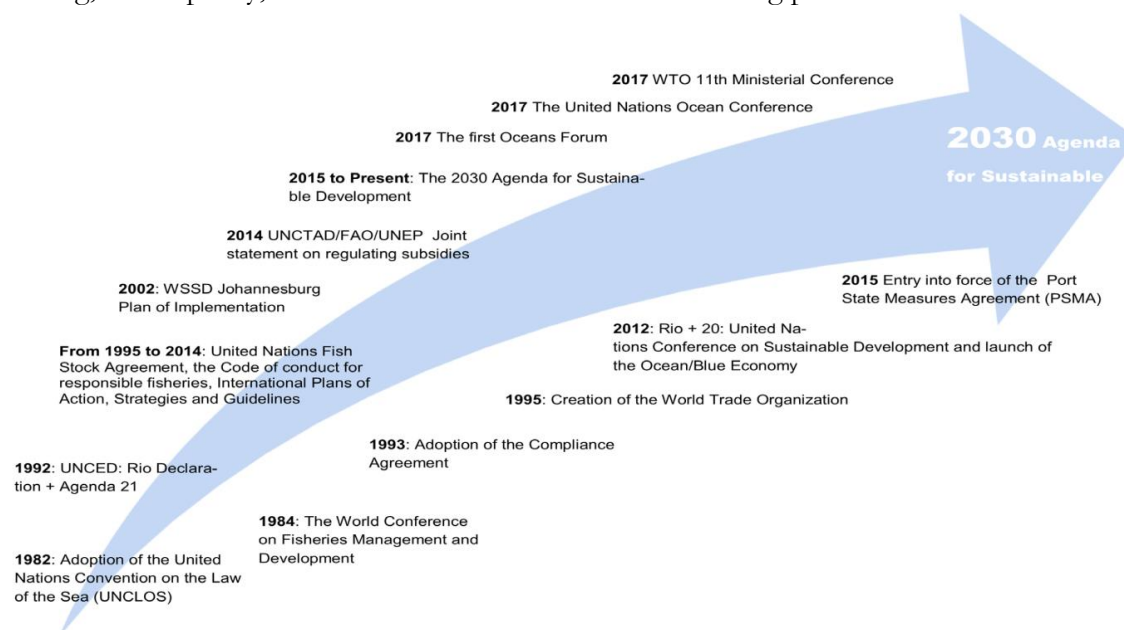 2017 WTO 11th Ministerial Conference
2017 The United Nations Ocean Conference
2017 The first Oceans Forum
2030 Agenda
for Sustainable
2015 to Present: The 2030 Agenda for Sustaina-
ble Development
2014 UNCTAD/FAO/UNEP Joint
statement on regulating subsidies
2002: WSSD Johannesburg
Plan of Implementation
2015 Entry into force of the Port
State Measures Agreement (PSMA)
2012: Rio + 20: United Na-
tions Conference on Sustainable Development and launch of
the Ocean/Blue Economy
From 1995 to 2014: United Nations Fish
Stock Agreement, the Code of conduct for
responsible fisheries, International Plans of
Action, Strategies and Guidelines
1995: Creation of the World Trade Organization
1993: Adoption of the Compliance
Agreement
1992: UNCED: Rio Declara-
tion + Agenda 21
1984: The World Conference
on Fisheries Management and
Development
1982: Adoption of the United
Nations Convention on the Law
of the Sea (UNCLOS)